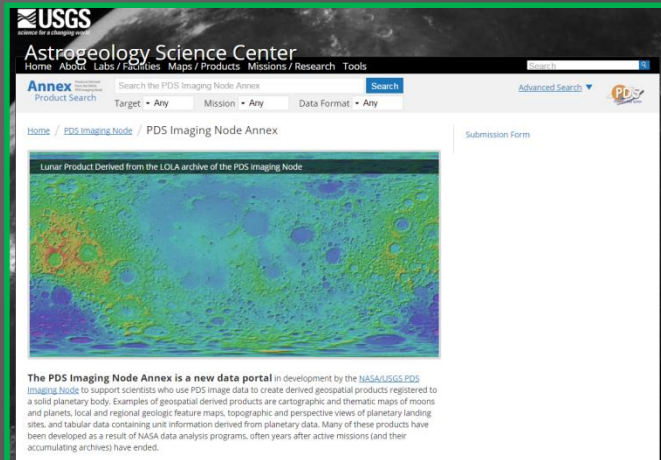 USGS
science for a changing world
Astrogeology Science Center
Home About Labs / Facilities Maps / Products Missions / Research Tools
Search
Annex
Product Search
Search the PDS Imaging Node Annex
Search
Advanced Search ▼
PDS
Target ▾ Any Mission ▾ Any Data Format ▾ Any
Home / PDS Imaging Node / PDS Imaging Node Annex
Submission Form
Lunar Product Derived from the LOLA archive of the PDS Imaging Node
The PDS Imaging Node Annex is a new data portal in development by the NASA/USGS PDS
Imaging Node to support scientists who use PDS image data to create derived geospatial products registered to
a solid planetary body. Examples of geospatial derived products are cartographic and thematic maps of moons
and planets, local and regional geologic feature maps, topographic and perspective views of planetary landing
sites, and tabular data containing unit information derived from planetary data. Many of these products have
been developed as a result of NASA data analysis programs, often years after active missions (and their
accumulating archives) have ended.